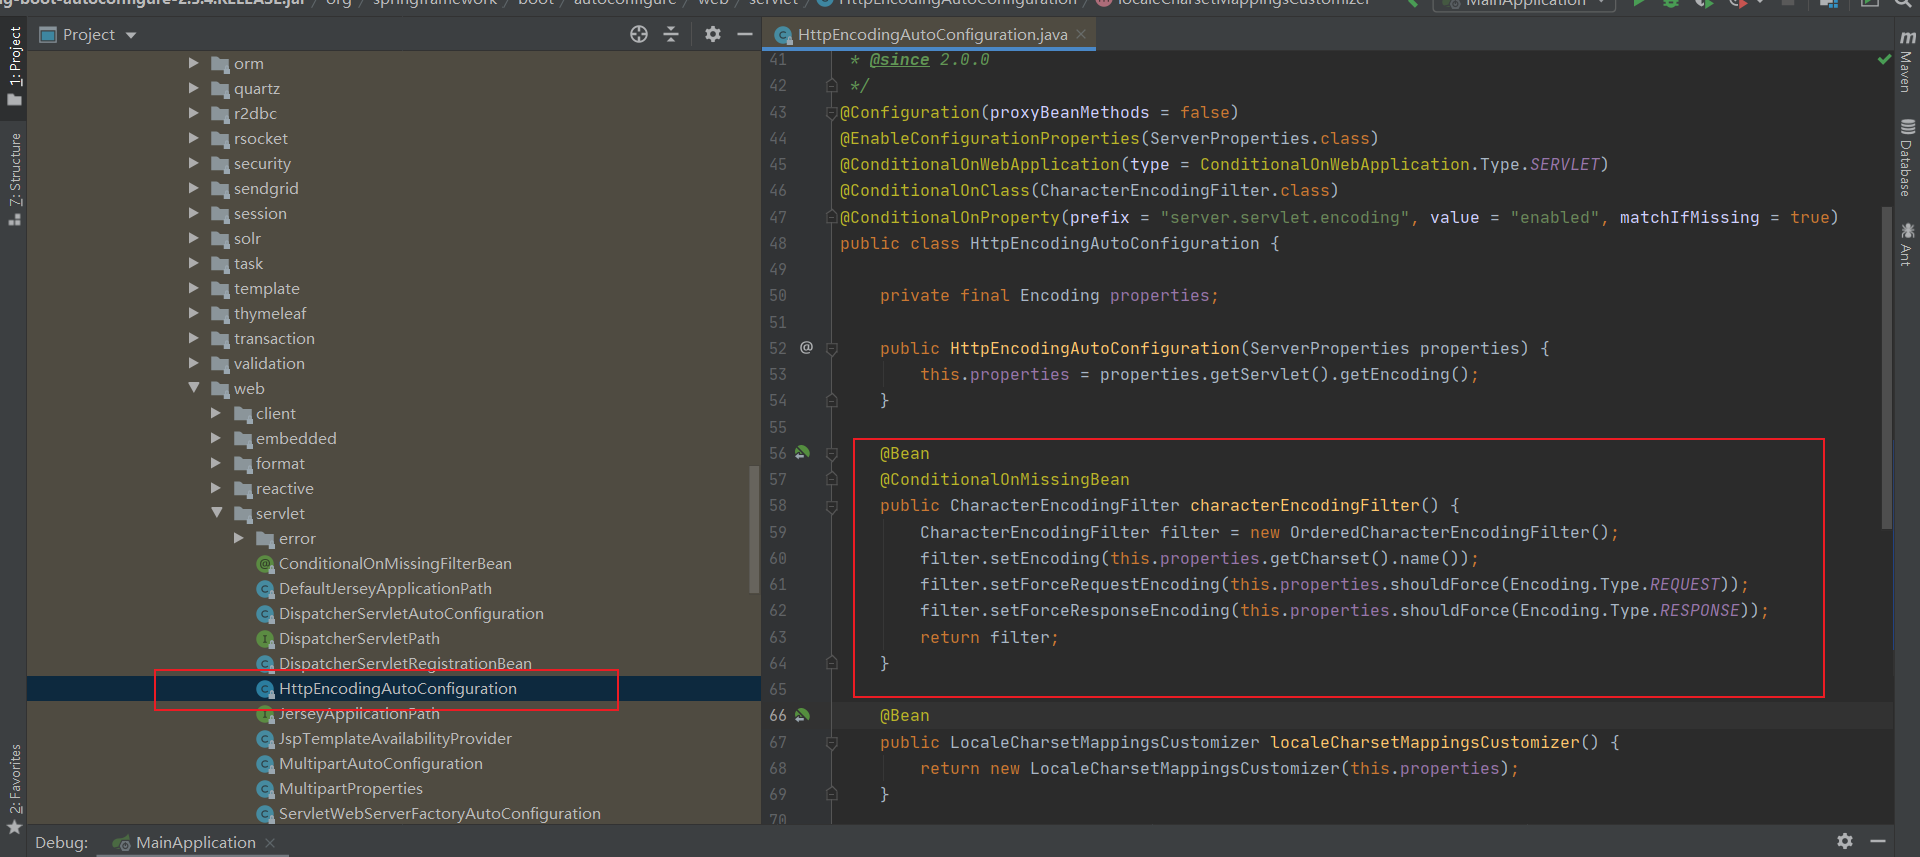 g-boot-autoconfigure-2.3.4.RELEASE.jar / org / springframework / boot / autoconfigure / web / servlet / HttpEncodingAutoConfiguration / localeCharsetMappingsCustomizer
MainApplication
1: Project
7: Structure
2: Favorites
Project
orm
quartz
r2dbc
rsocket
security
sendgrid
session
solr
task
template
thymeleaf
transaction
validation
web
client
embedded
format
reactive
servlet
error
ConditionalOnMissingFilterBean
DefaultJerseyApplicationPath
DispatcherServletAutoConfiguration
DispatcherServletPath
DispatcherServletRegistrationBean
HttpEncodingAutoConfiguration
JerseyApplicationPath
JspTemplateAvailabilityProvider
MultipartAutoConfiguration
MultipartProperties
ServletWebServerFactoryAutoConfiguration
HttpEncodingAutoConfiguration.java
41 * @since 2.0.0
42 */
43 @Configuration(proxyBeanMethods = false)
44 @EnableConfigurationProperties(ServerProperties.class)
45 @ConditionalOnWebApplication(type = ConditionalOnWebApplication.Type.SERVLET)
46 @ConditionalOnClass(CharacterEncodingFilter.class)
47 @ConditionalOnProperty(prefix = "server.servlet.encoding", value = "enabled", matchIfMissing = true)
48 public class HttpEncodingAutoConfiguration {
49
50 private final Encoding properties;
51
52 @ public HttpEncodingAutoConfiguration(ServerProperties properties) {
53 this.properties = properties.getServlet().getEncoding();
54 }
55
56 @Bean
57 @ConditionalOnMissingBean
58 public CharacterEncodingFilter characterEncodingFilter() {
59 CharacterEncodingFilter filter = new OrderedCharacterEncodingFilter();
60 filter.setEncoding(this.properties.getCharset().name());
61 filter.setForceRequestEncoding(this.properties.shouldForce(Encoding.Type.REQUEST));
62 filter.setForceResponseEncoding(this.properties.shouldForce(Encoding.Type.RESPONSE));
63 return filter;
64 }
65
66 @Bean
67 public LocaleCharsetMappingsCustomizer localeCharsetMappingsCustomizer() {
68 return new LocaleCharsetMappingsCustomizer(this.properties);
69 }
70
m Maven
Database
Ant
Debug: MainApplication